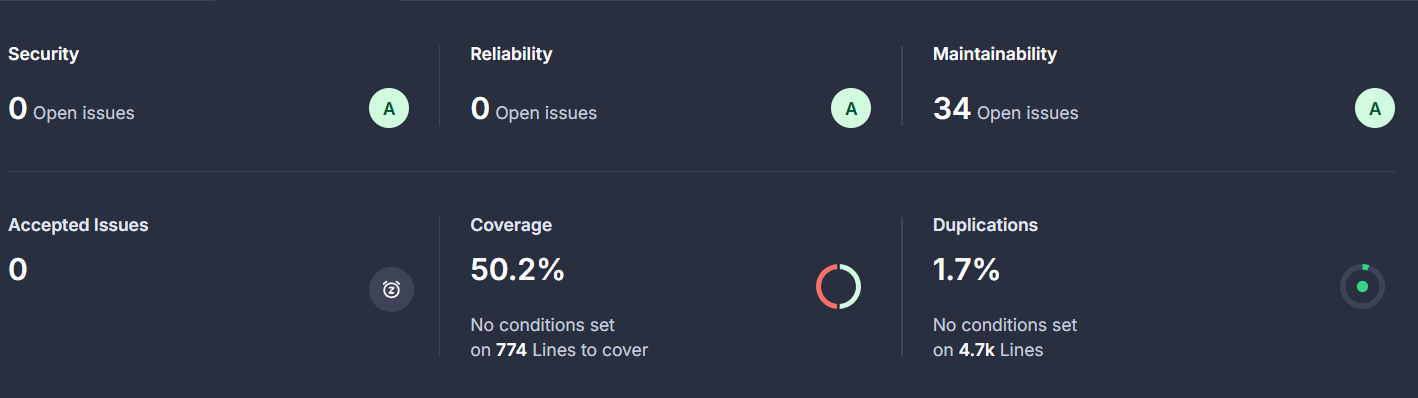 Security
0 Open issues
A
Reliability
0 Open issues
A
Maintainability
34 Open issues
A
Accepted Issues
0
z
Coverage
50.2%
No conditions set
on 774 Lines to cover
Duplications
1.7%
No conditions set
on 4.7k Lines